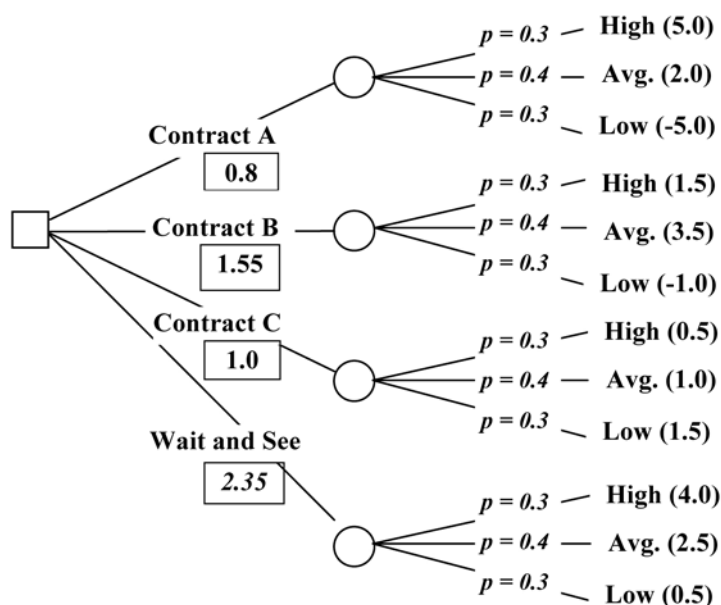 p = 0.3 High (5.0)
p = 0.4 Avg. (2.0)
p = 0.3 Low (-5.0)
Contract A
0.8
p = 0.3 High (1.5)
p = 0.4 Avg. (3.5)
p = 0.3 Low (-1.0)
Contract B
1.55
p = 0.3 High (0.5)
p = 0.4 Avg. (1.0)
p = 0.3 Low (1.5)
Contract C
1.0
p = 0.3 High (4.0)
p = 0.4 Avg. (2.5)
p = 0.3 Low (0.5)
Wait and See
2.35